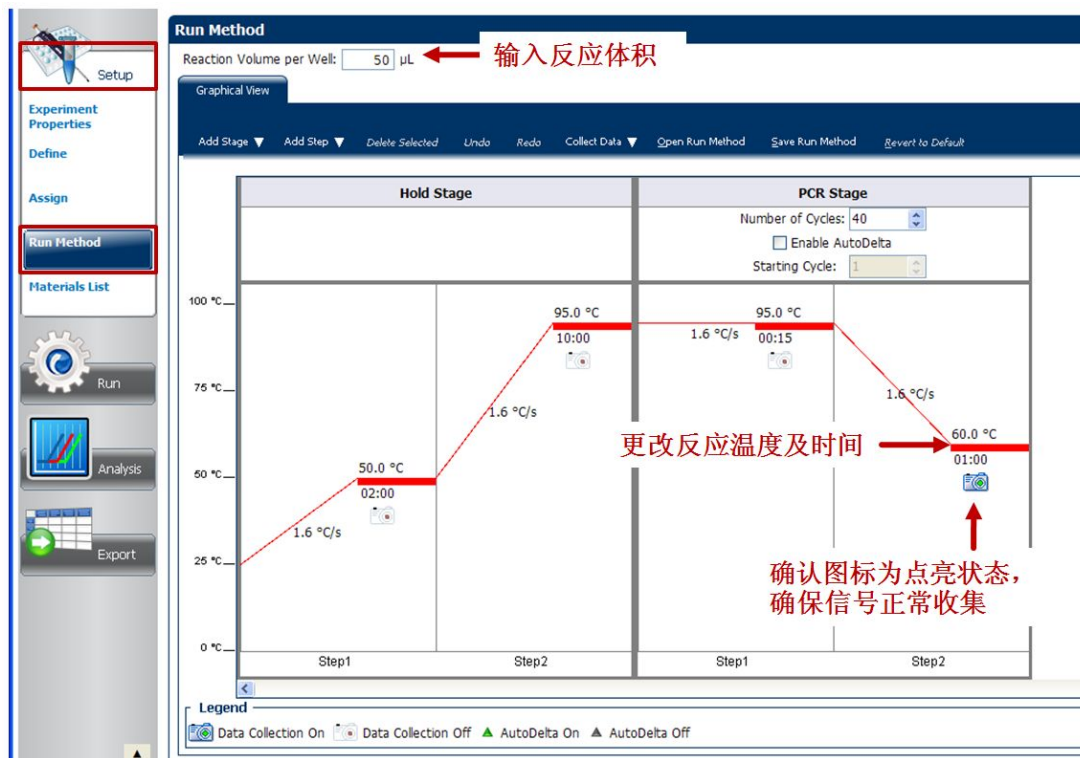 Setup
Experiment
Properties
Define
Assign
Run Method
Materials List
Run
Analysis
Export
Run Method
Reaction Volume per Well: 50 µL
输入反应体积
Graphical View
Add Stage ▼ Add Step ▼ Delete Selected Undo Redo Collect Data ▼ Open Run Method Save Run Method Revert to Default
Hold Stage
PCR Stage
Number of Cycles: 40
Enable AutoDelta
Starting Cycle: 1
100 °C
75 °C
50 °C
25 °C
0 °C
1.6 °C/s
50.0 °C
02:00
1.6 °C/s
95.0 °C
10:00
1.6 °C/s
95.0 °C
00:15
1.6 °C/s
60.0 °C
01:00
更改反应温度及时间
确认图标为点亮状态，
确保信号正常收集
Step1 Step2 Step1 Step2
Legend
Data Collection On Data Collection Off AutoDelta On AutoDelta Off